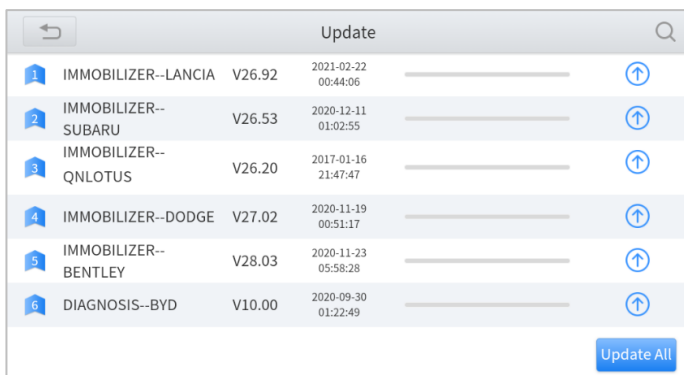 Update
1 IMMOBILIZER--LANCIA V26.92 2021-02-22 00:44:06
2 IMMOBILIZER--SUBARU V26.53 2020-12-11 01:02:55
3 IMMOBILIZER--QNLOTUS V26.20 2017-01-16 21:47:47
4 IMMOBILIZER--DODGE V27.02 2020-11-19 00:51:17
5 IMMOBILIZER--BENTLEY V28.03 2020-11-23 05:58:28
6 DIAGNOSIS--BYD V10.00 2020-09-30 01:22:49
Update All